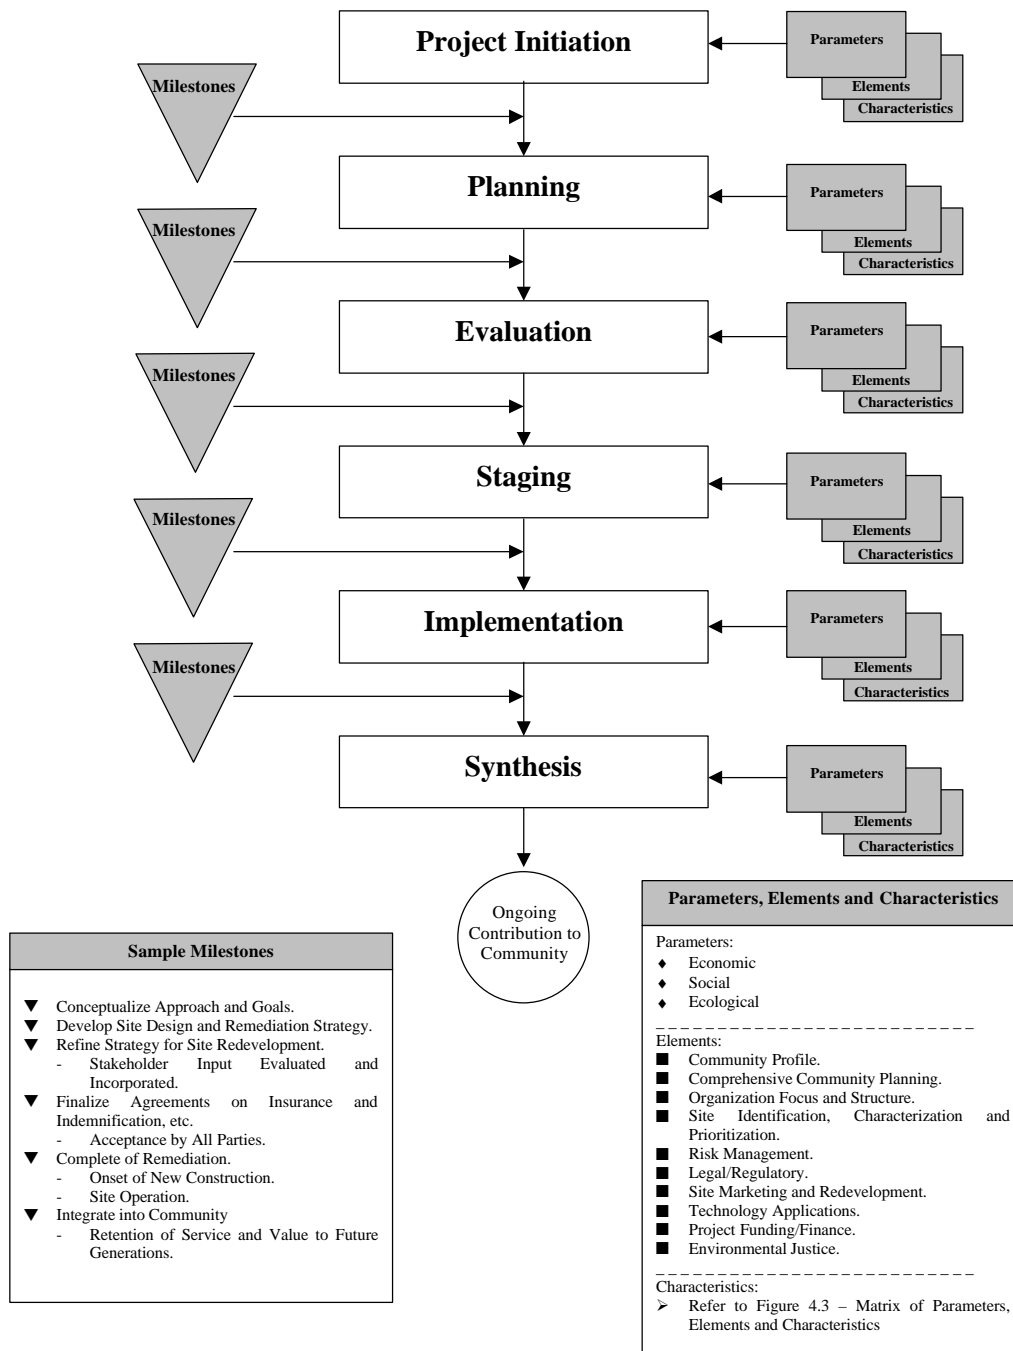 Project Initiation
Parameters
Elements
Characteristics
Milestones
Planning
Parameters
Elements
Characteristics
Milestones
Evaluation
Parameters
Elements
Characteristics
Milestones
Staging
Parameters
Elements
Characteristics
Milestones
Implementation
Parameters
Elements
Characteristics
Milestones
Synthesis
Parameters
Elements
Characteristics
Ongoing
Contribution to
Community
Sample Milestones
▼ Conceptualize Approach and Goals.
▼ Develop Site Design and Remediation Strategy.
▼ Refine Strategy for Site Redevelopment.
- Stakeholder Input Evaluated and
Incorporated.
▼ Finalize Agreements on Insurance and
Indemnification, etc.
- Acceptance by All Parties.
▼ Complete of Remediation.
- Onset of New Construction.
- Site Operation.
▼ Integrate into Community
- Retention of Service and Value to Future
Generations.
Parameters, Elements and Characteristics
Parameters:
♦ Economic
♦ Social
♦ Ecological
Elements:
■ Community Profile.
■ Comprehensive Community Planning.
■ Organization Focus and Structure.
■ Site Identification, Characterization and
Prioritization.
■ Risk Management.
■ Legal/Regulatory.
■ Site Marketing and Redevelopment.
■ Technology Applications.
■ Project Funding/Finance.
■ Environmental Justice.
Characteristics:
➢ Refer to Figure 4.3 – Matrix of Parameters,
Elements and Characteristics